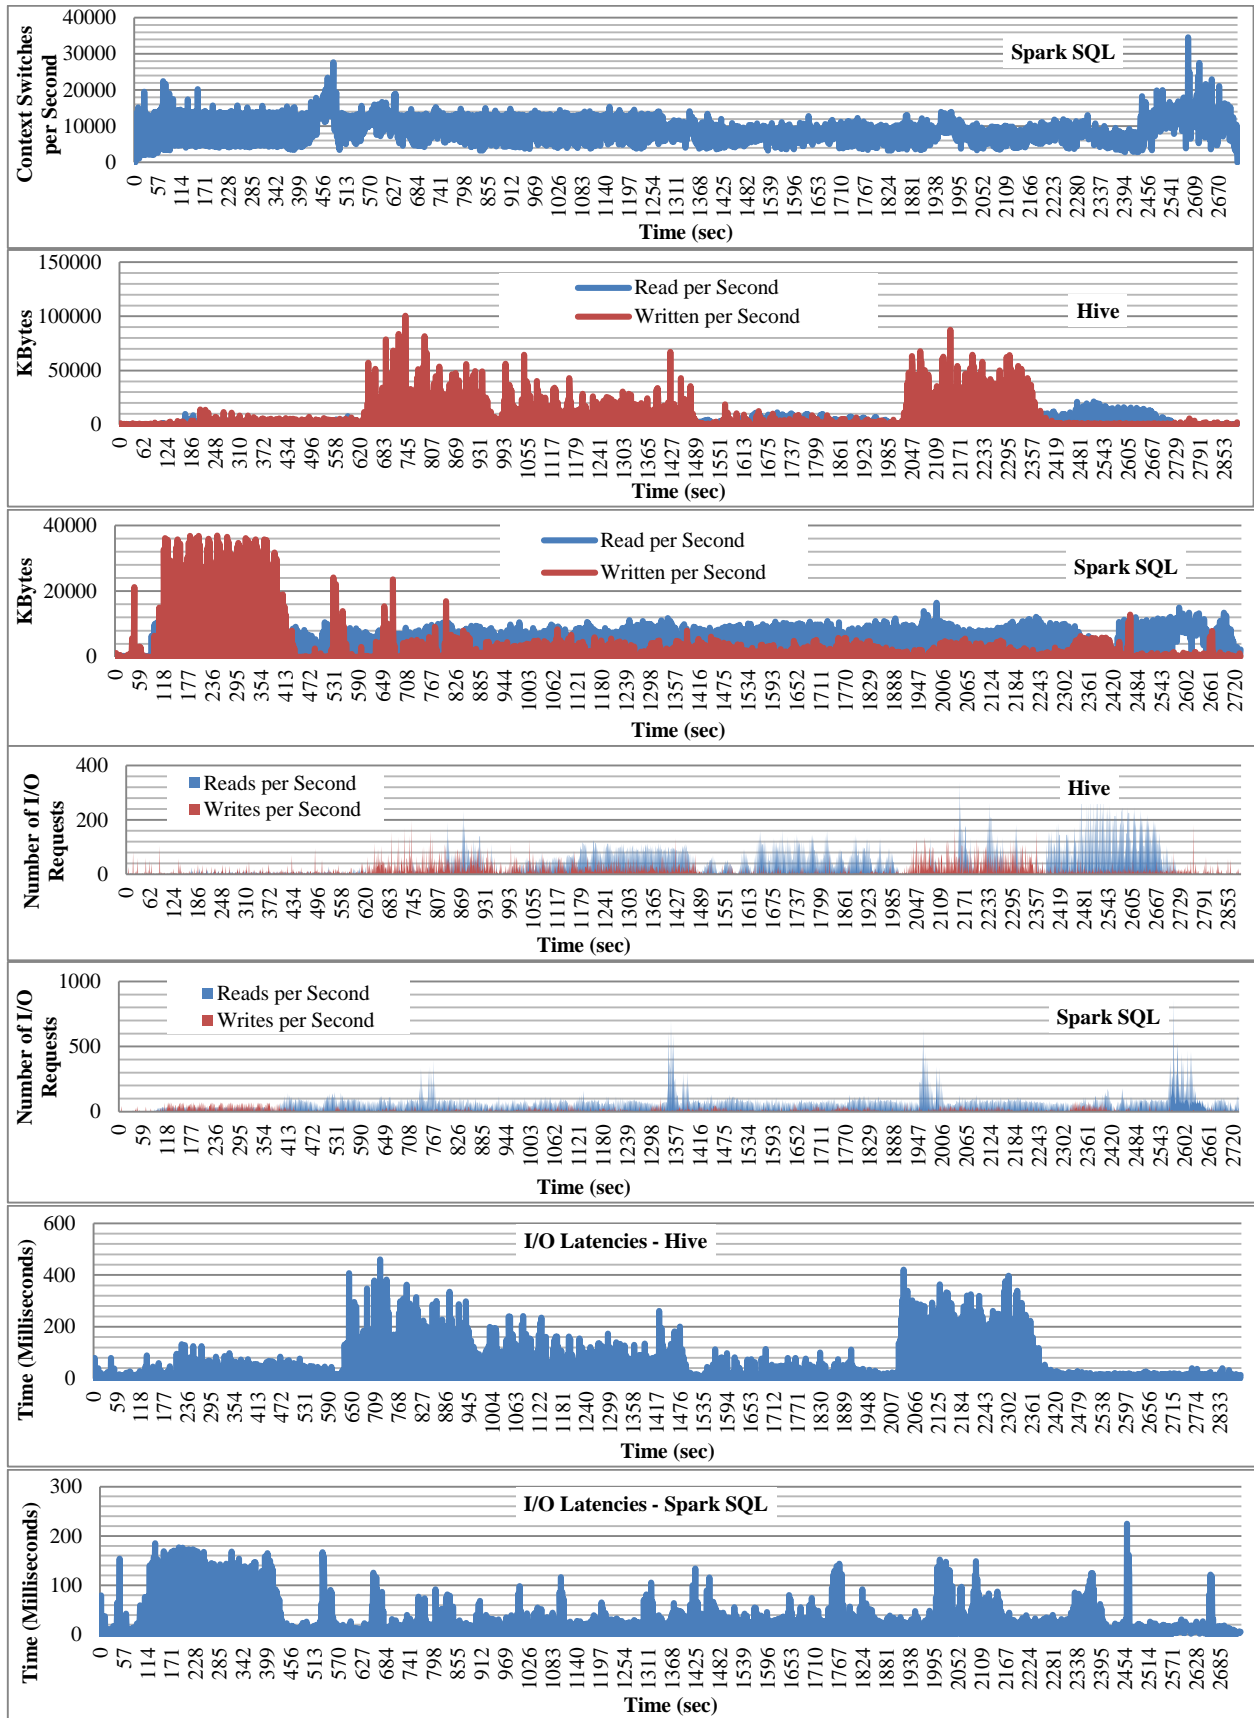 Context Switches
per Second
40000
30000
20000
10000
0
Spark SQL
0 57 114 171 228 285 342 399 456 513 570 627 684 741 798 855 912 969 1026 1083 1140 1197 1254 1311 1368 1425 1482 1539 1596 1653 1710 1767 1824 1881 1938 1995 2052 2109 2166 2223 2280 2337 2394 2456 2541 2609 2670
Time (sec)
KBytes
150000
100000
50000
0
Read per Second
Written per Second
Hive
0 62 124 186 248 310 372 434 496 558 620 683 745 807 869 931 993 1055 1117 1179 1241 1303 1365 1427 1489 1551 1613 1675 1737 1799 1861 1923 1985 2047 2109 2171 2233 2295 2357 2419 2481 2543 2605 2667 2729 2791 2853
Time (sec)
KBytes
40000
20000
0
Read per Second
Written per Second
Spark SQL
0 59 118 177 236 295 354 413 472 531 590 649 708 767 826 885 944 1003 1062 1121 1180 1239 1298 1357 1416 1475 1534 1593 1652 1711 1770 1829 1888 1947 2006 2065 2124 2184 2243 2302 2361 2420 2484 2543 2602 2661 2720
Time (sec)
Number of I/O
Requests
400
200
0
Reads per Second
Writes per Second
Hive
0 62 124 186 248 310 372 434 496 558 620 683 745 807 869 931 993 1055 1117 1179 1241 1303 1365 1427 1489 1551 1613 1675 1737 1799 1861 1923 1985 2047 2109 2171 2233 2295 2357 2419 2481 2543 2605 2667 2729 2791 2853
Time (sec)
Number of I/O
Requests
1000
500
0
Reads per Second
Writes per Second
Spark SQL
0 59 118 177 236 295 354 413 472 531 590 649 708 767 826 885 944 1003 1062 1121 1180 1239 1298 1357 1416 1475 1534 1593 1652 1711 1770 1829 1888 1947 2006 2065 2124 2184 2243 2302 2361 2420 2484 2543 2602 2661 2720
Time (sec)
Time (Milliseconds)
600
400
200
0
I/O Latencies - Hive
0 59 118 177 236 295 354 413 472 531 590 650 709 768 827 886 945 1004 1063 1122 1181 1240 1299 1358 1417 1476 1535 1594 1653 1712 1771 1830 1889 1948 2007 2066 2125 2184 2243 2302 2361 2420 2479 2538 2597 2656 2715 2774 2833
Time (sec)
Time (Milliseconds)
300
200
100
0
I/O Latencies - Spark SQL
0 57 114 171 228 285 342 399 456 513 570 627 684 741 798 855 912 969 1026 1083 1140 1197 1254 1311 1368 1425 1482 1539 1596 1653 1710 1767 1824 1881 1938 1995 2052 2109 2167 2224 2281 2338 2395 2454 2514 2571 2628 2685
Time (sec)